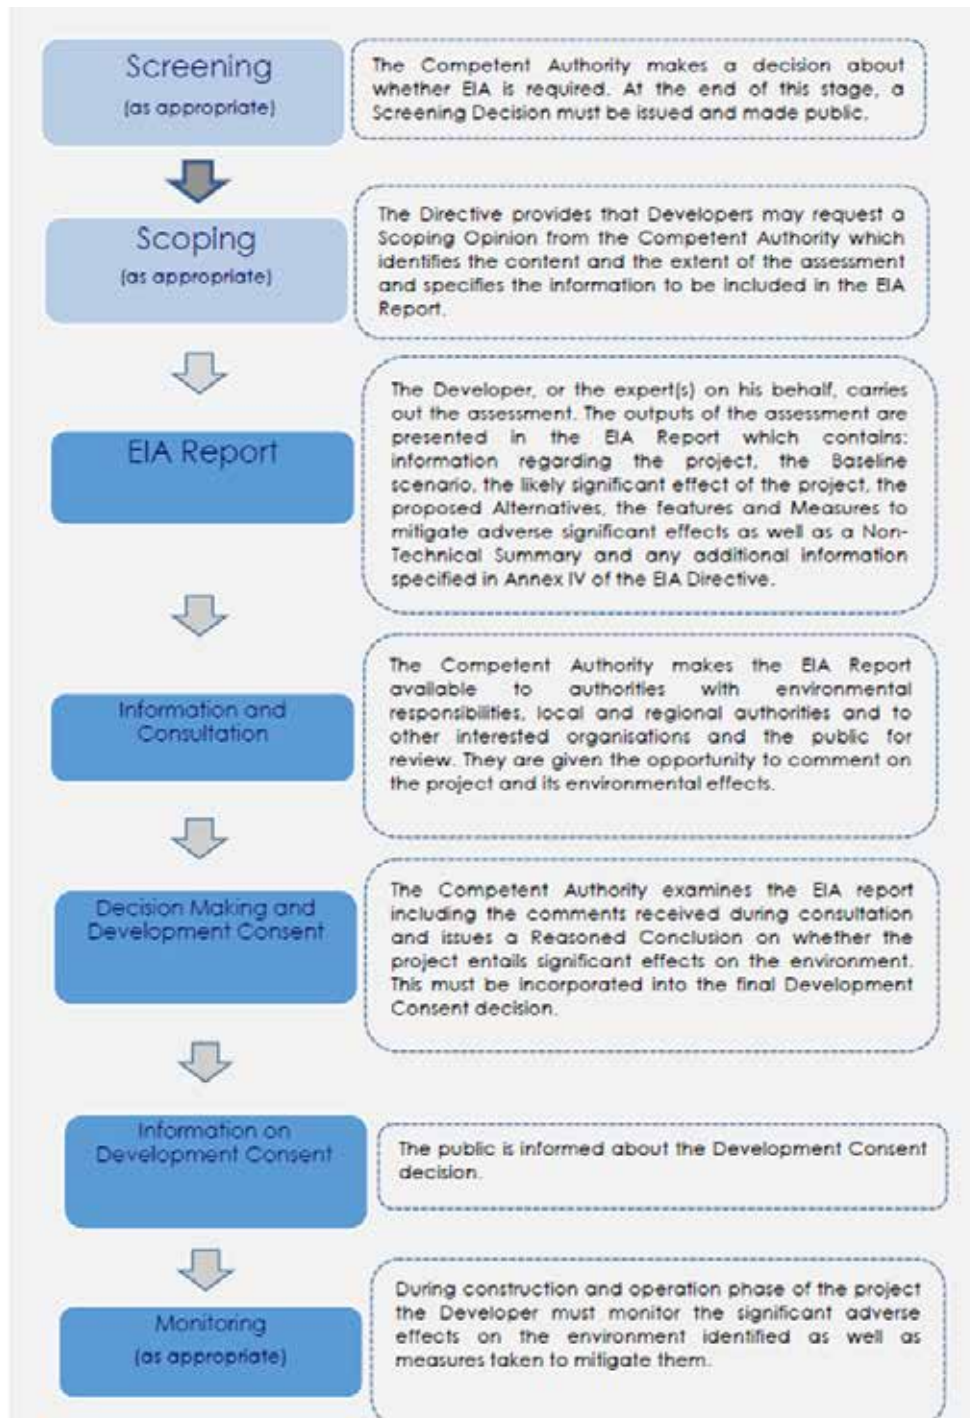 Screening
(as appropriate)
The Competent Authority makes a decision about
whether EIA is required. At the end of this stage, a
Screening Decision must be issued and made public.
Scoping
(as appropriate)
The Directive provides that Developers may request a
Scoping Opinion from the Competent Authority which
identifies the content and the extent of the assessment
and specifies the information to be included in the EIA
Report.
EIA Report
The Developer, or the expert(s) on his behalf, carries
out the assessment. The outputs of the assessment are
presented in the EIA Report which contains:
information regarding the project, the Baseline
scenario, the likely significant effect of the project, the
proposed Alternatives, the features and Measures to
mitigate adverse significant effects as well as a Non-
Technical Summary and any additional information
specified in Annex IV of the EIA Directive.
Information and
Consultation
The Competent Authority makes the EIA Report
available to authorities with environmental
responsibilities, local and regional authorities and to
other interested organisations and the public for
review. They are given the opportunity to comment on
the project and its environmental effects.
Decision Making and
Development Consent
The Competent Authority examines the EIA report
including the comments received during consultation
and issues a Reasoned Conclusion on whether the
project entails significant effects on the environment.
This must be incorporated into the final Development
Consent decision.
Information on
Development Consent
The public is informed about the Development Consent
decision.
Monitoring
(as appropriate)
During construction and operation phase of the project
the Developer must monitor the significant adverse
effects on the environment identified as well as
measures taken to mitigate them.